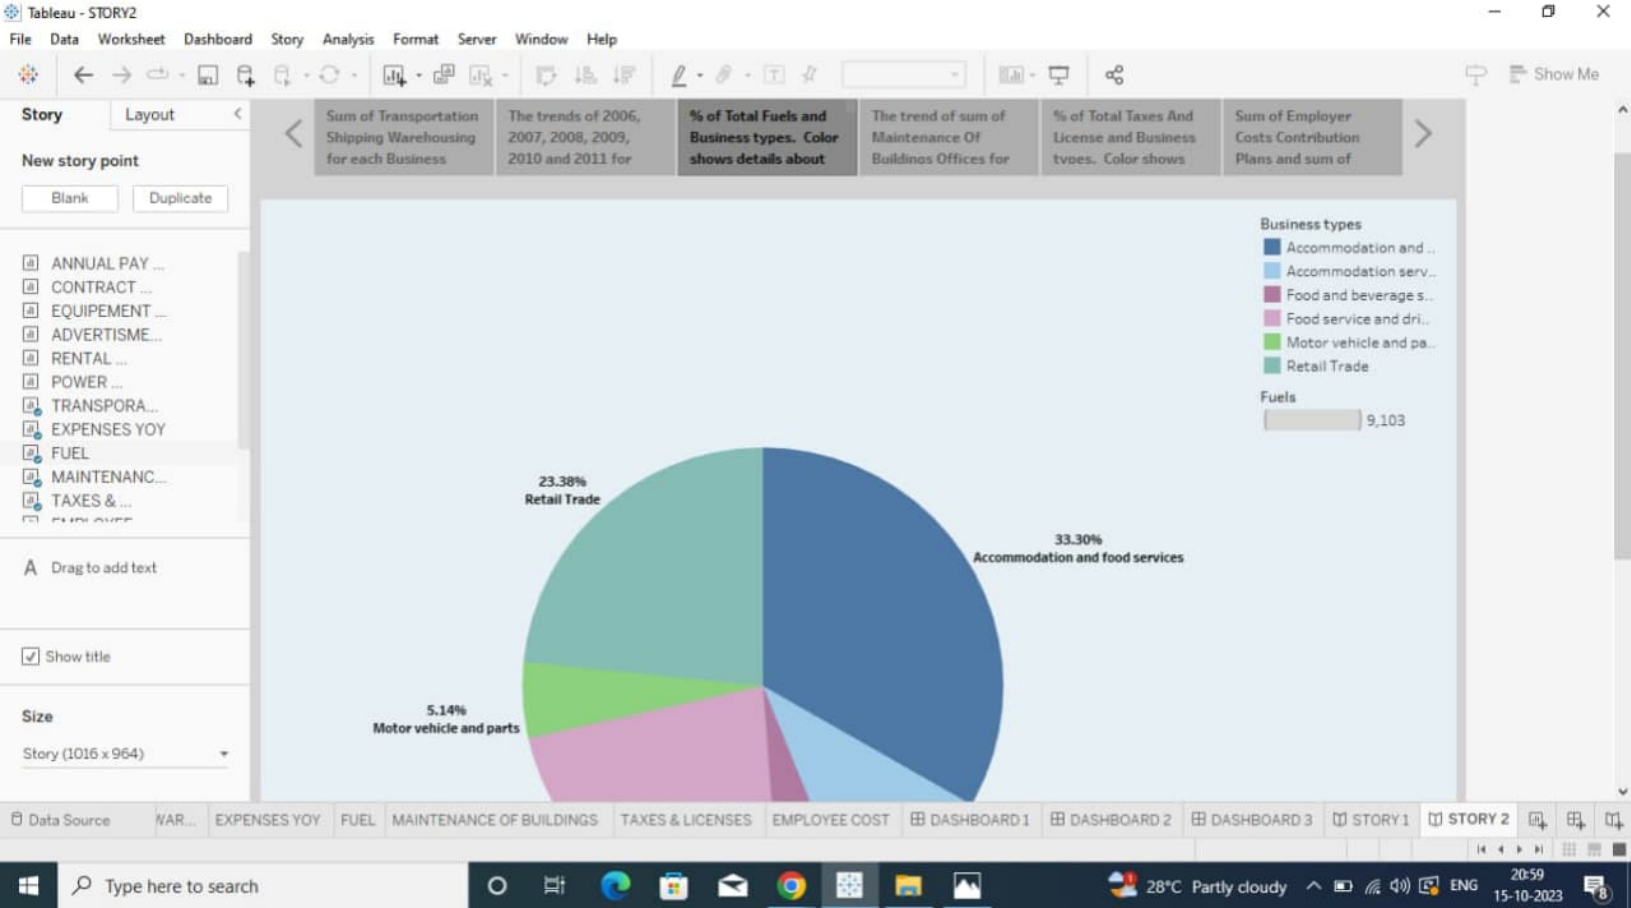 Tableau - STORY2
File Data Worksheet Dashboard Story Analysis Format Server Window Help
Show Me
Story Layout
New story point
Blank Duplicate
ANNUAL PAY ...
CONTRACT ...
EQUIPEMENT ...
ADVERTISME...
RENTAL ...
POWER ...
TRANSPORA...
EXPENSES YOY
FUEL
MAINTENANC...
TAXES & ...
A Drag to add text
Show title
Size
Story (1016 x 964)
Sum of Transportation
Shipping Warehousing
for each Business
The trends of 2006,
2007, 2008, 2009,
2010 and 2011 for
% of Total Fuels and
Business types. Color
shows details about
The trend of sum of
Maintenance Of
Buildings Offices for
% of Total Taxes And
License and Business
types. Color shows
Sum of Employer
Costs Contribution
Plans and sum of
Business types
Accommodation and ..
Accommodation serv..
Food and beverage s..
Food service and dri..
Motor vehicle and pa..
Retail Trade
Fuels
9,103
23.38%
Retail Trade
33.30%
Accommodation and food services
5.14%
Motor vehicle and parts
Data Source WAR... EXPENSES YOY FUEL MAINTENANCE OF BUILDINGS TAXES & LICENSES EMPLOYEE COST DASHBOARD 1 DASHBOARD 2 DASHBOARD 3 STORY 1 STORY 2
Type here to search
28°C Partly cloudy ENG
20:59
15-10-2023
8